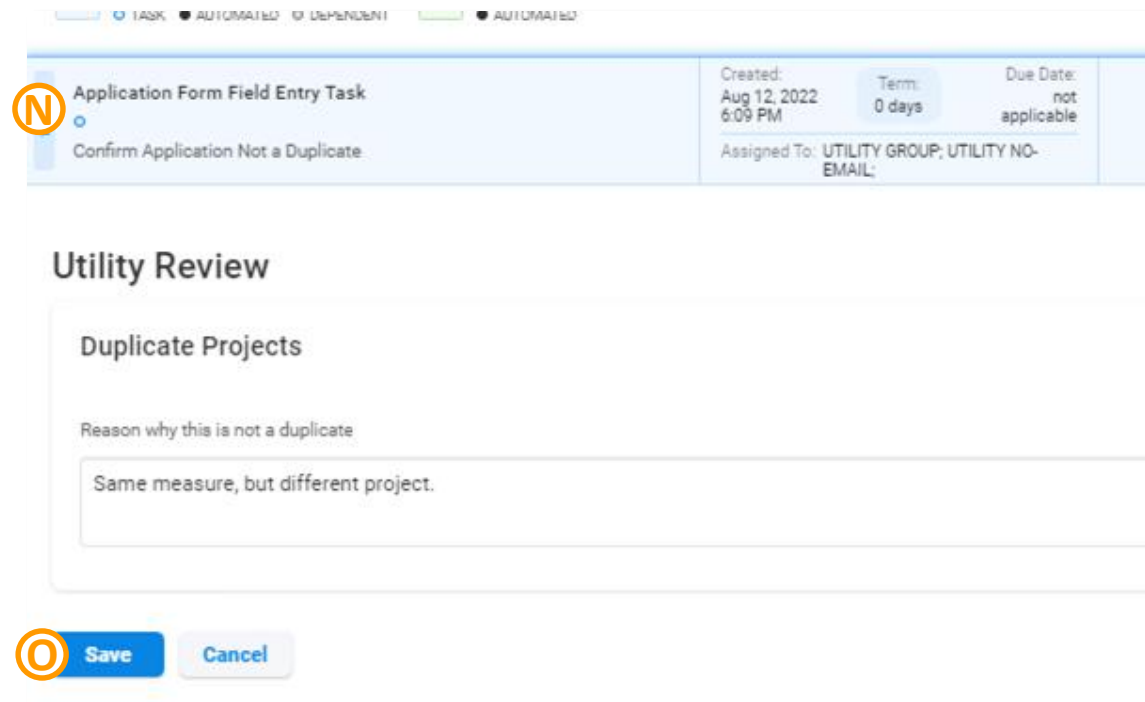 TASK AUTOMATED DEPENDENT AUTOMATED
N
Application Form Field Entry Task
Confirm Application Not a Duplicate
Created:
Aug 12, 2022
6:09 PM
Term:
0 days
Due Date:
not
applicable
Assigned To: UTILITY GROUP; UTILITY NO-
EMAIL;
Utility Review
Duplicate Projects
Reason why this is not a duplicate
Same measure, but different project.
O
Save Cancel